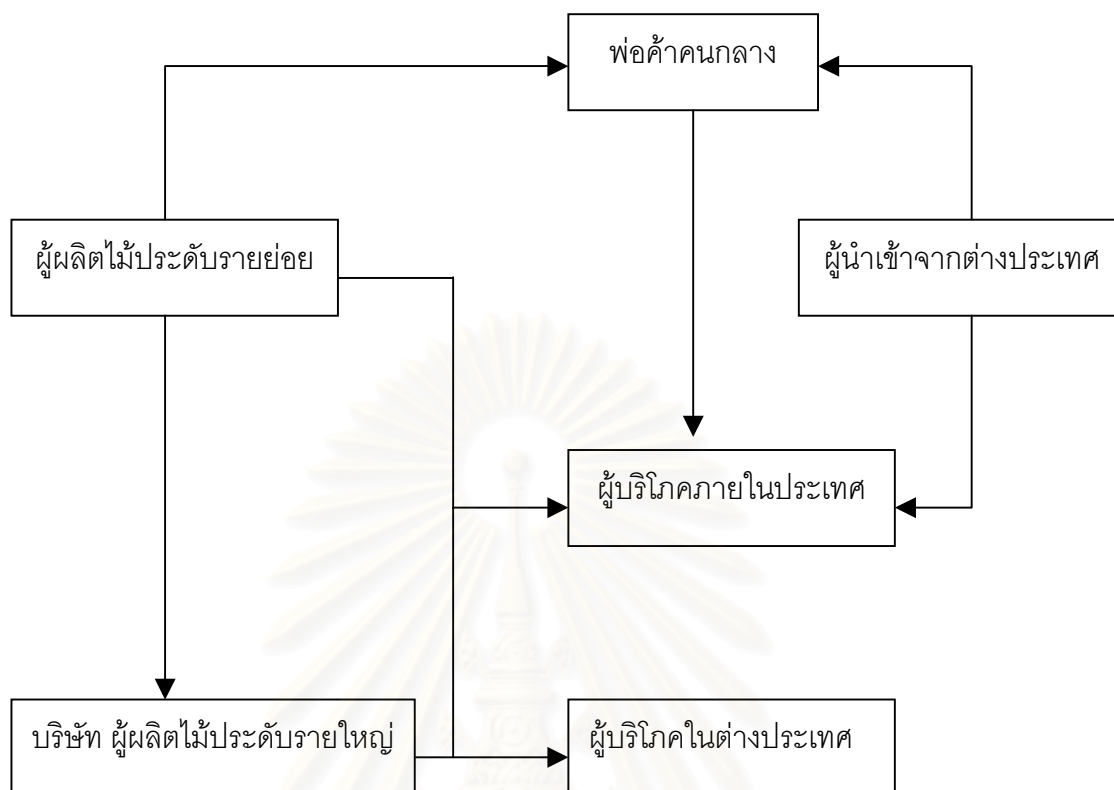 พ่อค้าคนกลาง
ผู้ผลิตไม้ประดับรายย่อย
ผู้นำเข้าจากต่างประเทศ
ผู้บริโภคภายในประเทศ
บริษัท ผู้ผลิตไม้ประดับรายใหญ่
ผู้บริโภคในต่างประเทศ